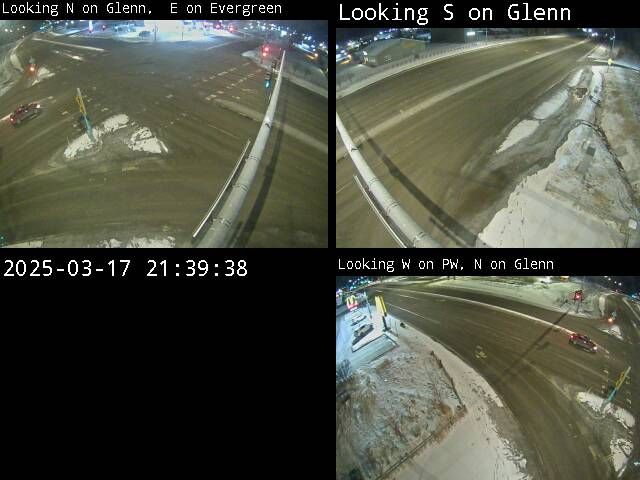 Looking N on Glenn,  E on Evergreen
Looking S on Glenn
2025-03-17 21:39:38
Looking W on PW, N on Glenn